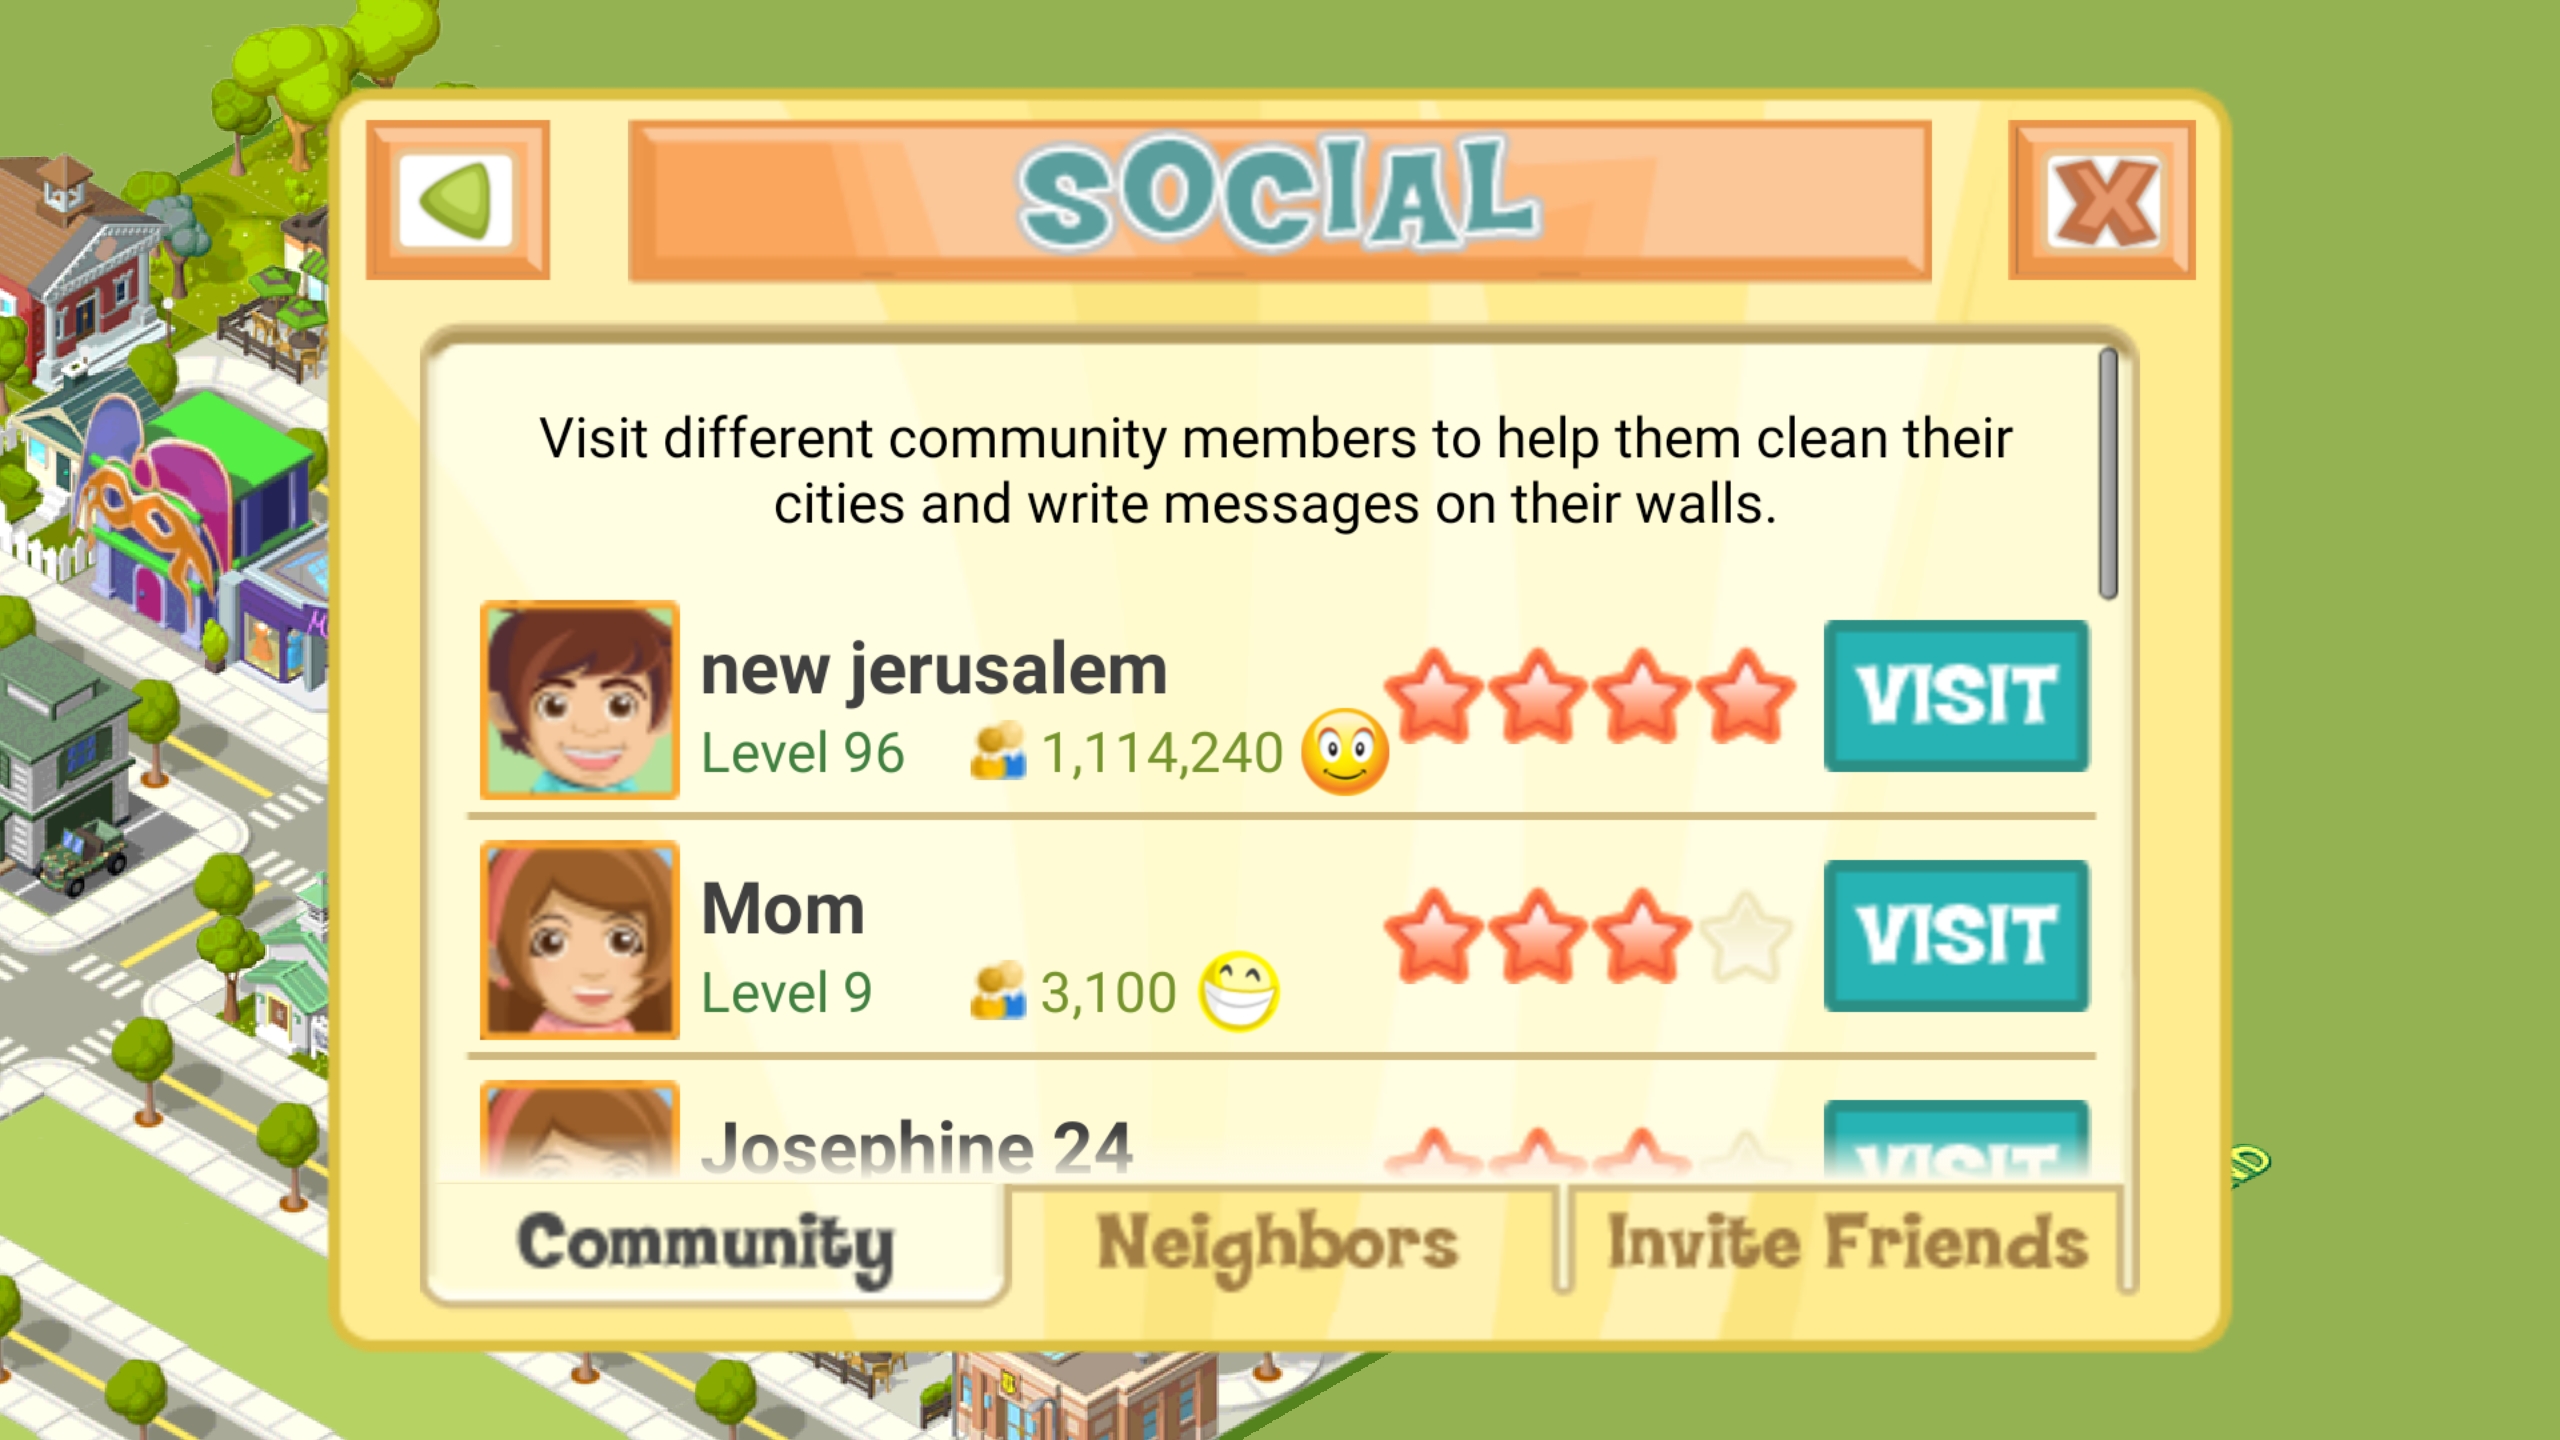 SOCIAL
Visit different community members to help them clean their
cities and write messages on their walls.
new jerusalem
Level 96 1,114,240
VISIT
Mom
Level 9 3,100
VISIT
Josephine 24
VISIT
Community Neighbors Invite Friends